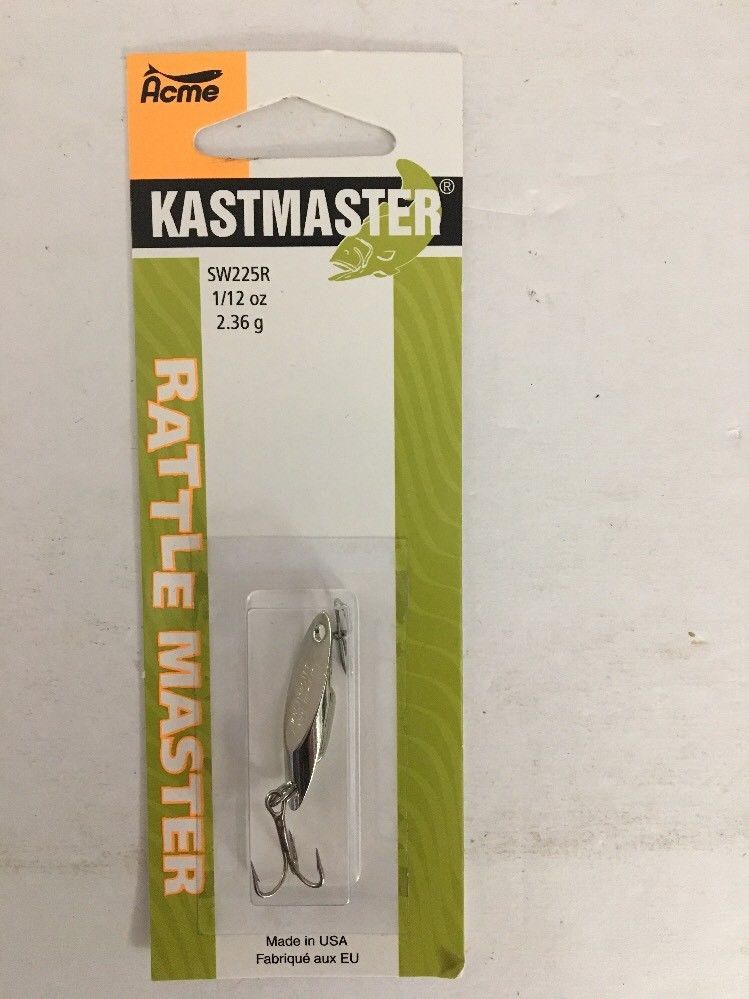 Acme
KASTMASTER®
SW225R
1/12 oz
2.36 g
RATTLE MASTER
Made in USA
Fabriqué aux EU